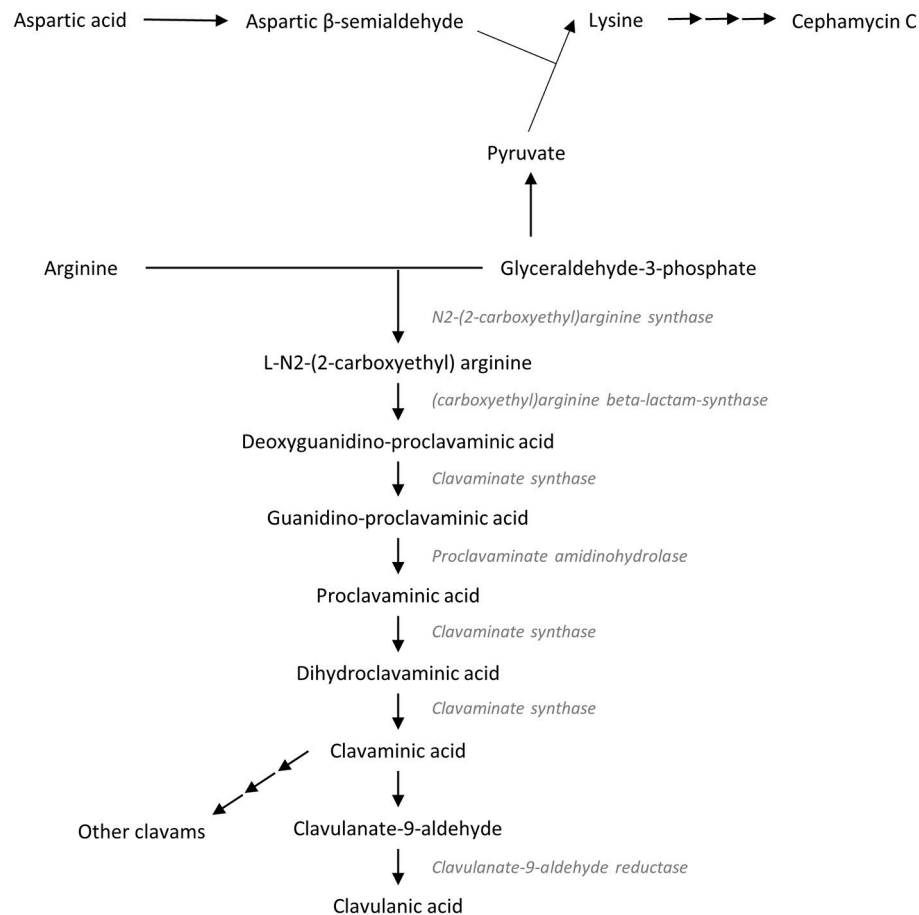 Aspartic acid
Aspartic β-semialdehyde
Lysine
Cephamycin C
Pyruvate
Arginine
Glyceraldehyde-3-phosphate
N2-(2-carboxyethyl)arginine synthase
L-N2-(2-carboxyethyl) arginine
(carboxyethyl)arginine beta-lactam-synthase
Deoxyguanidino-proclavaminic acid
Clavaminate synthase
Guanidino-proclavaminic acid
Proclavaminate amidinohydrolase
Proclavaminic acid
Clavaminate synthase
Dihydroclavaminic acid
Clavaminate synthase
Clavaminic acid
Other clavams
Clavulanate-9-aldehyde
Clavulanate-9-aldehyde reductase
Clavulanic acid